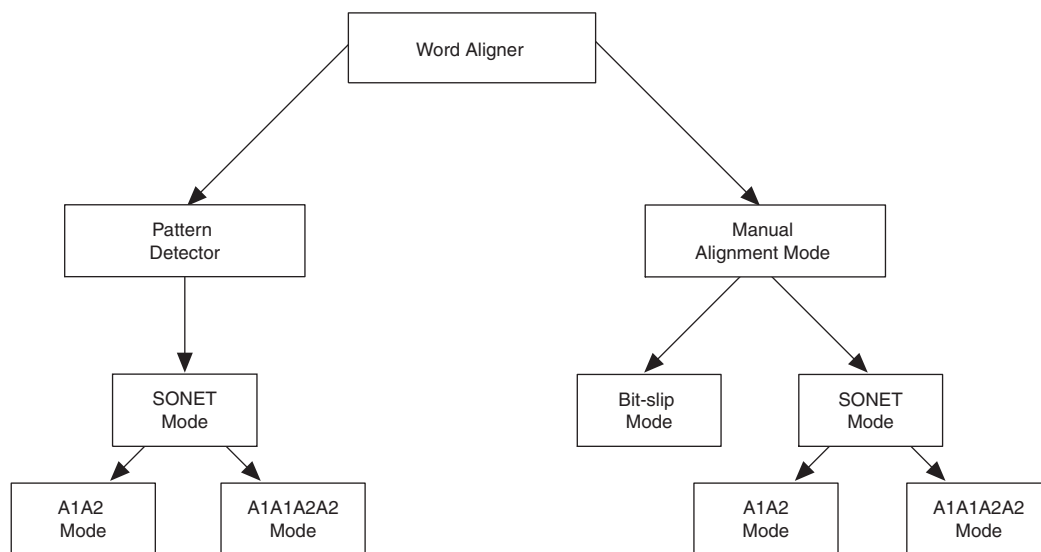 Word Aligner
Pattern
Detector
Manual
Alignment Mode
SONET
Mode
Bit-slip
Mode
SONET
Mode
A1A2
Mode
A1A1A2A2
Mode
A1A2
Mode
A1A1A2A2
Mode